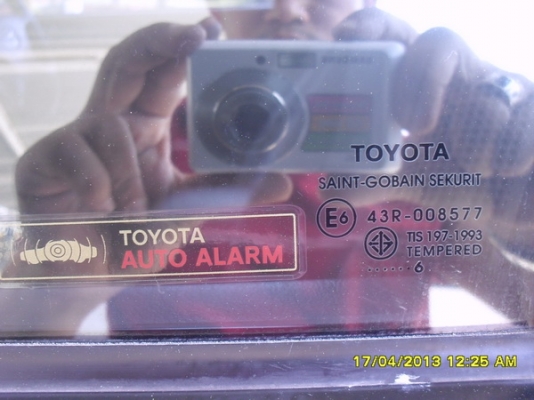 TOYOTA
SAINT-GOBAIN SEKURIT
E6 43R-008577
TIS 197-1993
TEMPERED
......6
TOYOTA
AUTO ALARM
17/04/2013 12:25 AM